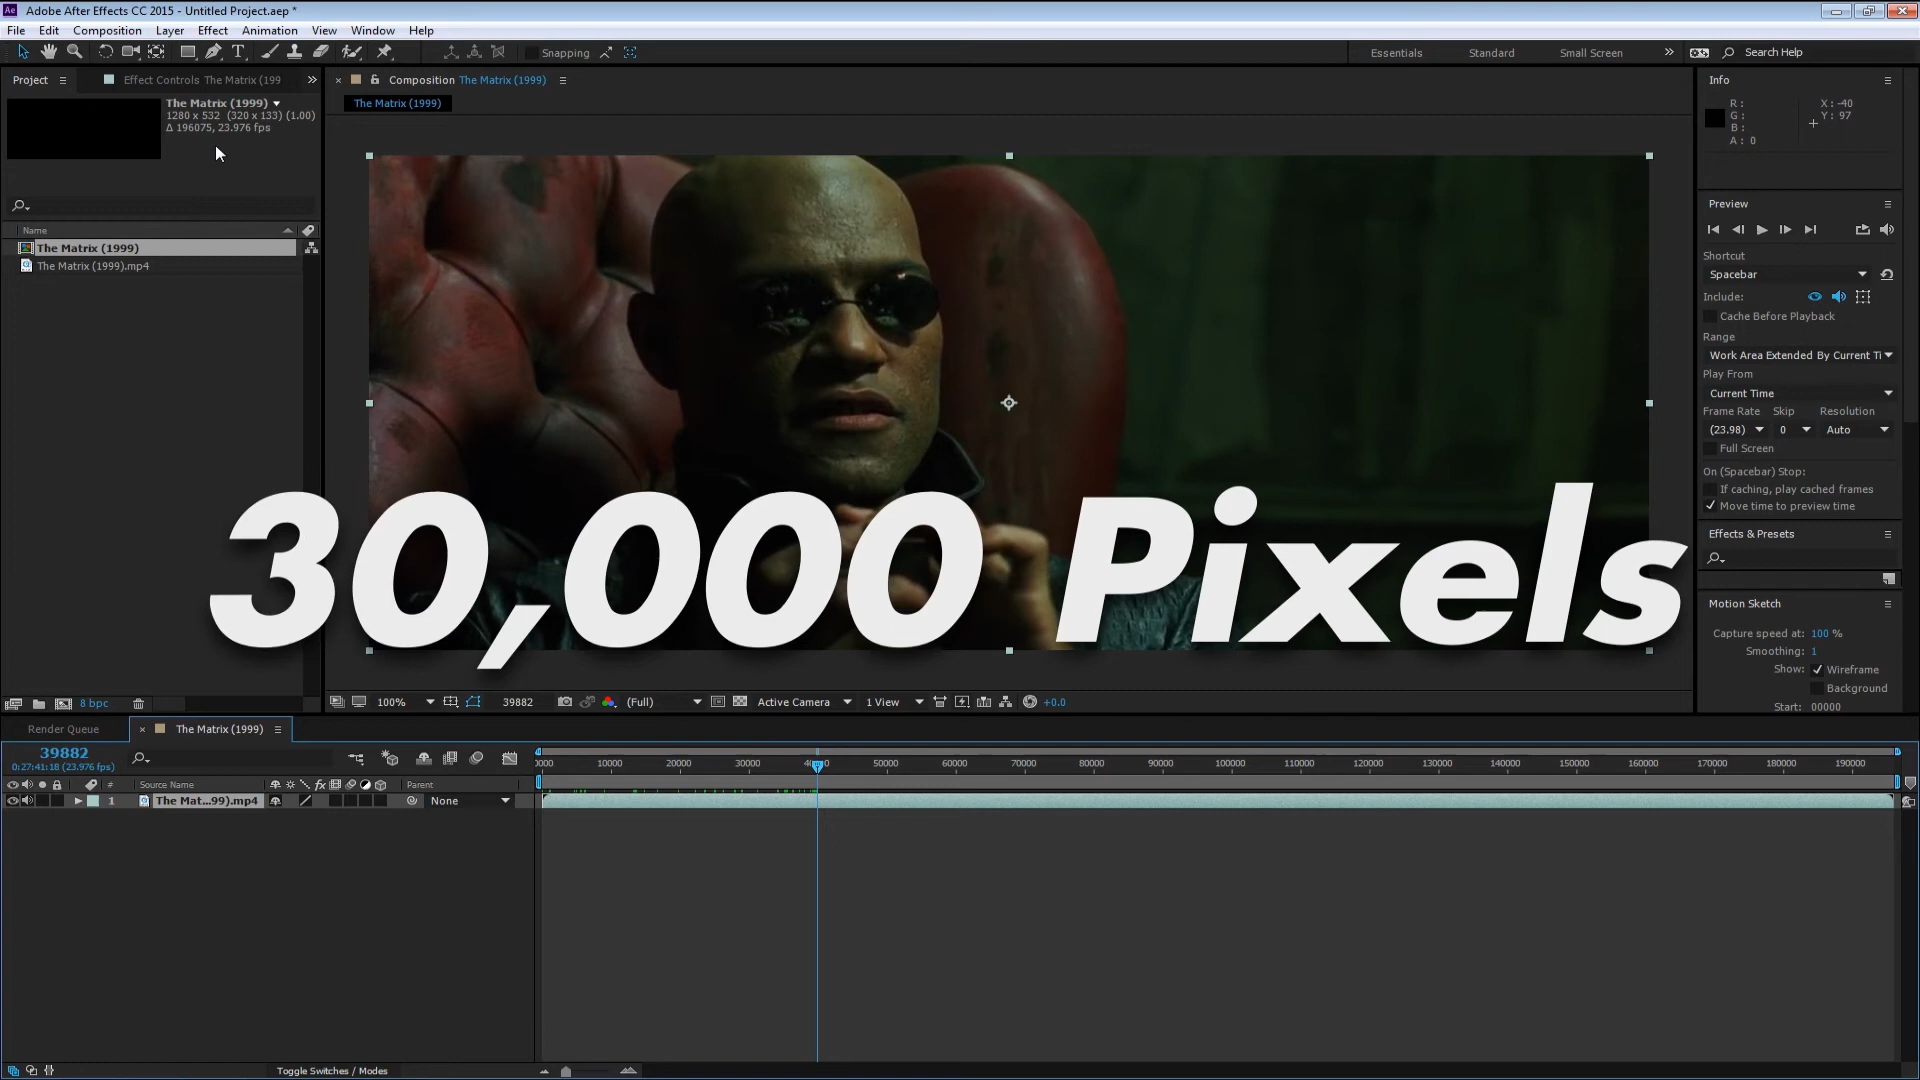 Adobe After Effects CC 2015 - Untitled Project.aep *
File Edit Composition Layer Effect Animation View Window Help
Snapping
Essentials Standard Small Screen Search Help
Project Effect Controls The Matrix (199
The Matrix (1999)
1280 x 532 (320 x 133) (1.00)
Δ 196075, 23.976 fps
Name
The Matrix (1999)
The Matrix (1999).mp4
8 bpc
Composition The Matrix (1999)
The Matrix (1999)
30,000 Pixels
100% 39882 (Full) Active Camera 1 View +0.0
Info
R :
G :
B :
A : 0
X : -40
Y : 97
Preview
Shortcut
Spacebar
Include:
Cache Before Playback
Range
Work Area Extended By Current Ti
Play From
Current Time
Frame Rate Skip Resolution
(23.98) 0 Auto
Full Screen
On (Spacebar) Stop:
If caching, play cached frames
Move time to preview time
Effects & Presets
Motion Sketch
Capture speed at: 100 %
Smoothing: 1
Show: Wireframe
Background
Start: 00000
Render Queue The Matrix (1999)
39882
0:27:41:18 (23.976 fps)
0000 10000 20000 30000 40000 50000 60000 70000 80000 90000 100000 110000 120000 130000 140000 150000 160000 170000 180000 190000
# Source Name fx Parent
1 The Mat...99).mp4 None
Toggle Switches / Modes